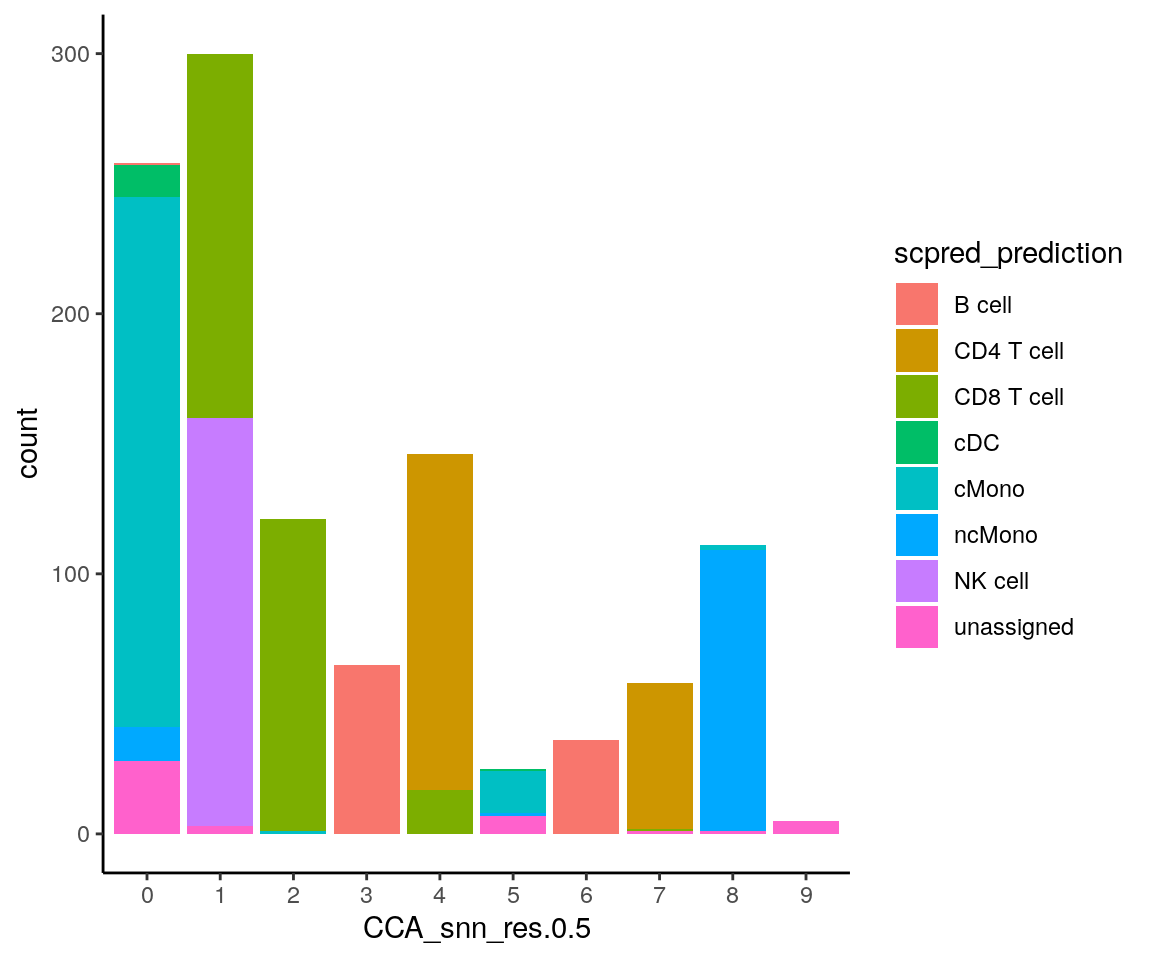 300
200
100
0
count
0 1 2 3 4 5 6 7 8 9
CCA_snn_res.0.5
scpred_prediction
B cell
CD4 T cell
CD8 T cell
cDC
cMono
ncMono
NK cell
unassigned